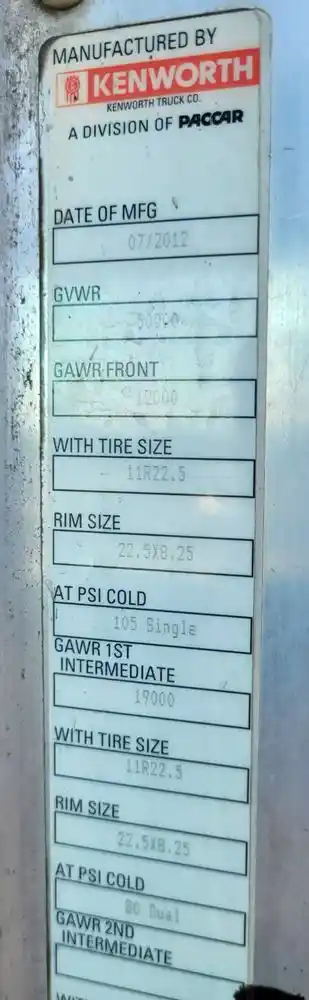 MANUFACTURED BY
KENWORTH
KENWORTH TRUCK CO.
A DIVISION OF PACCAR
DATE OF MFG
07/2012
GVWR
50000
GAWR FRONT
12000
WITH TIRE SIZE
11R22.5
RIM SIZE
22.5X8.25
AT PSI COLD
105 Single
GAWR 1ST
INTERMEDIATE
19000
WITH TIRE SIZE
11R22.5
RIM SIZE
22.5X8.25
AT PSI COLD
80 Dual
GAWR 2ND
INTERMEDIATE